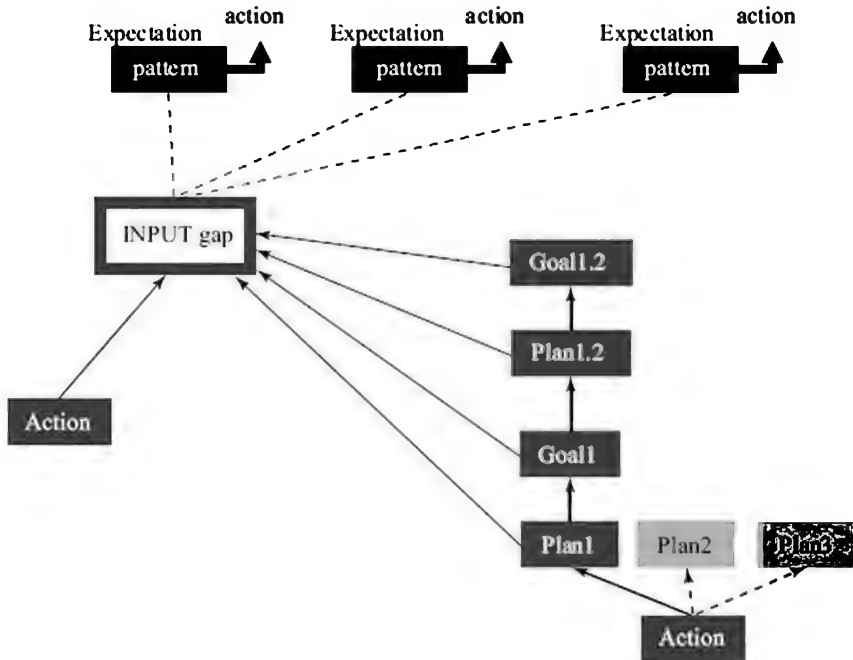 action action action
Expectation Expectation Expectation
pattern pattern pattern
INPUT gap
Goal1.2
Plan1.2
Action
Goal1
Plan1 Plan2 Plan3
Action